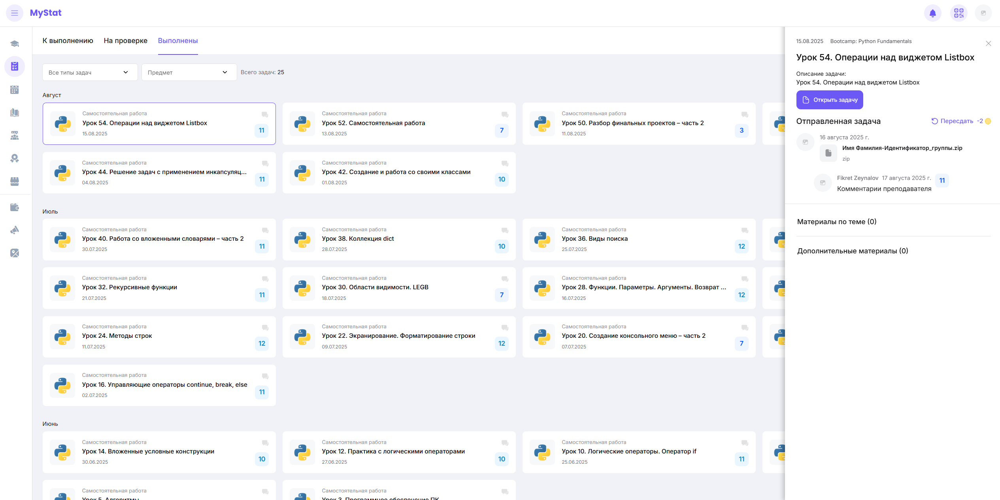 MyStat
К выполнению
На проверке
Выполнены
Все типы задач
Предмет
Всего задач: 25
Август
Самостоятельная работа
Урок 54. Операции над виджетом Listbox
15.08.2025
11
Самостоятельная работа
Урок 52. Самостоятельная работа
13.08.2025
7
Самостоятельная работа
Урок 50. Разбор финальных проектов – часть 2
11.08.2025
3
Самостоятельная работа
Урок 44. Решение задач с применением инкапсуляц...
04.08.2025
11
Самостоятельная работа
Урок 42. Создание и работа со своими классами
01.08.2025
10
Июль
Самостоятельная работа
Урок 40. Работа со вложенными словарями – часть 2
30.07.2025
11
Самостоятельная работа
Урок 38. Коллекция dict
28.07.2025
10
Самостоятельная работа
Урок 36. Виды поиска
25.07.2025
12
Самостоятельная работа
Урок 32. Рекурсивные функции
21.07.2025
11
Самостоятельная работа
Урок 30. Области видимости. LEGB
18.07.2025
7
Самостоятельная работа
Урок 28. Функции. Параметры. Аргументы. Возврат ...
16.07.2025
12
Самостоятельная работа
Урок 24. Методы строк
11.07.2025
12
Самостоятельная работа
Урок 22. Экранирование. Форматирование строки
09.07.2025
12
Самостоятельная работа
Урок 20. Создание консольного меню – часть 2
07.07.2025
7
Самостоятельная работа
Урок 16. Управляющие операторы continue, break, else
02.07.2025
11
Июнь
Самостоятельная работа
Урок 14. Вложенные условные конструкции
30.06.2025
10
Самостоятельная работа
Урок 12. Практика с логическими операторами
27.06.2025
10
Самостоятельная работа
Урок 10. Логические операторы. Оператор if
25.06.2025
11
Самостоятельная работа
Урок 5. Алгоритмы
Самостоятельная работа
Урок 3. Программное обеспечение ПК
15.08.2025 Bootcamp: Python Fundamentals
Урок 54. Операции над виджетом Listbox
Описание задачи:
Урок 54. Операции над виджетом Listbox
Открыть задачу
Отправленная задача
Пересдать -2
16 августа 2025 г.
Имя Фамилия-Идентификатор_группы.zip
zip
Fikret Zeynalov 17 августа 2025 г. 11
Комментарии преподавателя
Материалы по теме (0)
Дополнительные материалы (0)